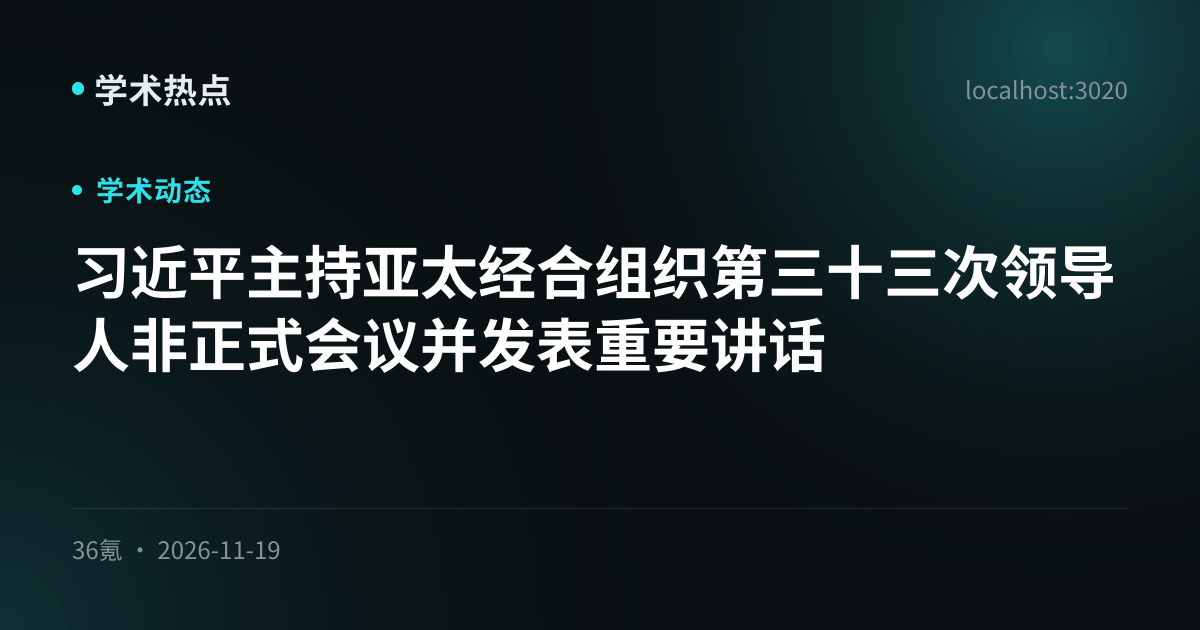 学术热点
localhost:3020
学术动态
习近平主持亚太经合组织第三十三次领导
人非正式会议并发表重要讲话
36氪 · 2026-11-19